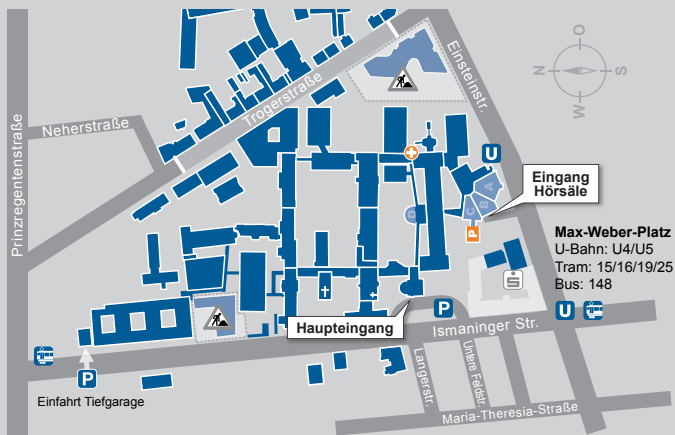 Einsteinstr.
O
N
S
W
Trogerstraße
Neherstraße
Prinzregentenstraße
U
Eingang
Hörsäle
A
B
C
D
P
Max-Weber-Platz
U-Bahn: U4/U5
Tram: 15/16/19/25
Bus: 148
S
Haupteingang
P
Ismaninger Str.
U
P
Einfahrt Tiefgarage
Langerstr.
Untere Feldstr.
Maria-Theresia-Straße